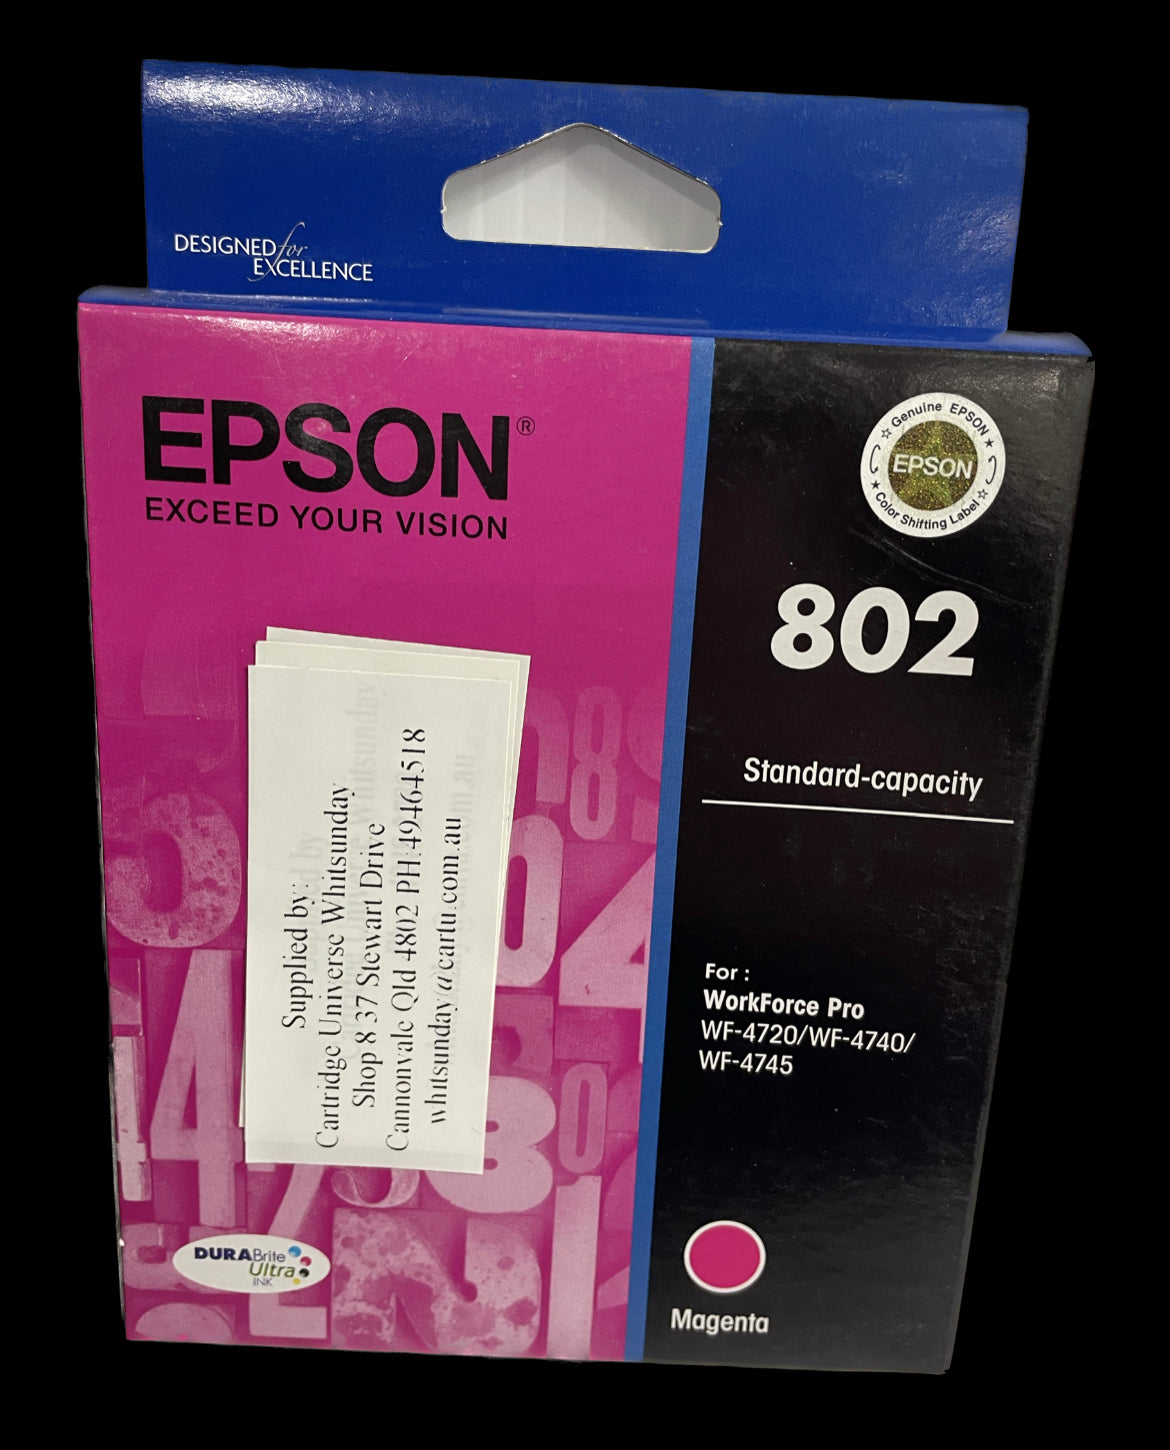 DESIGNED for
EXCELLENCE
EPSON®
EXCEED YOUR VISION
Genuine EPSON
EPSON
Color Shifting Label
802
Standard-capacity
Supplied by:
Cartridge Universe Whitsunday
Shop 8 37 Stewart Drive
Cannonvale Qld 4802 PH:49464518
whitsunday@cartu.com.au
For :
WorkForce Pro
WF-4720/WF-4740/
WF-4745
DURABrite
Ultra
INK
Magenta